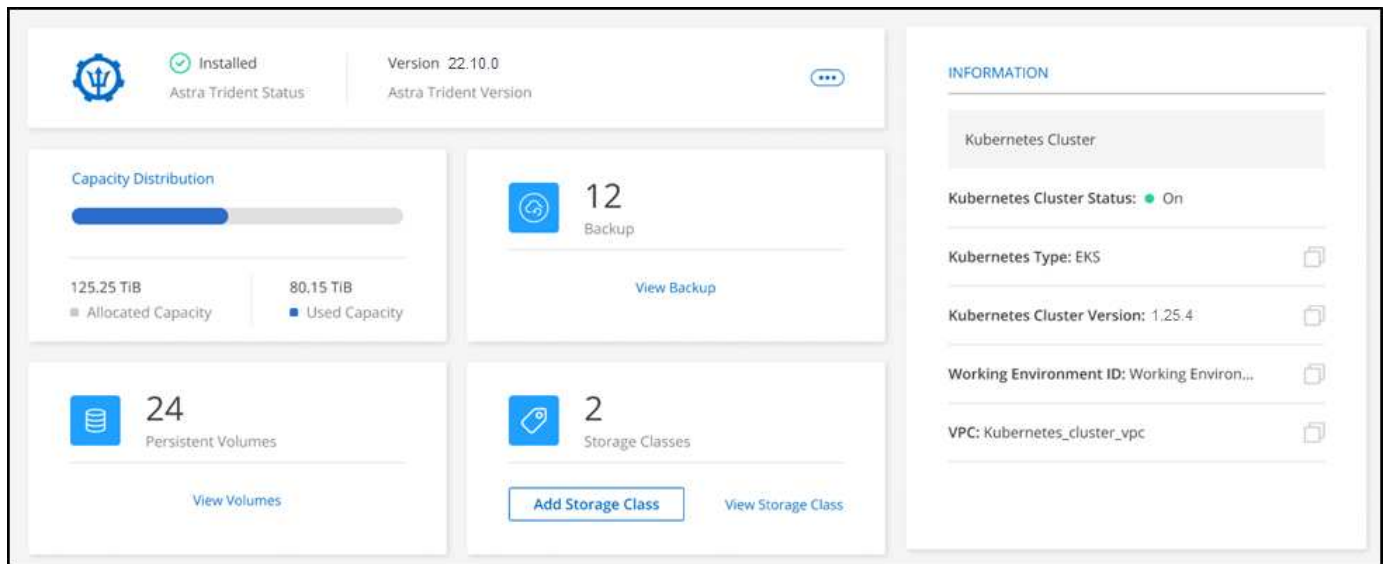 Installed
Astra Trident Status
Version 22.10.0
Astra Trident Version
Capacity Distribution
125.25 TiB
Allocated Capacity
80.15 TiB
Used Capacity
12
Backup
View Backup
24
Persistent Volumes
View Volumes
2
Storage Classes
Add Storage Class
View Storage Class
INFORMATION
Kubernetes Cluster
Kubernetes Cluster Status: On
Kubernetes Type: EKS
Kubernetes Cluster Version: 1.25.4
Working Environment ID: Working Environ...
VPC: Kubernetes_cluster_vpc